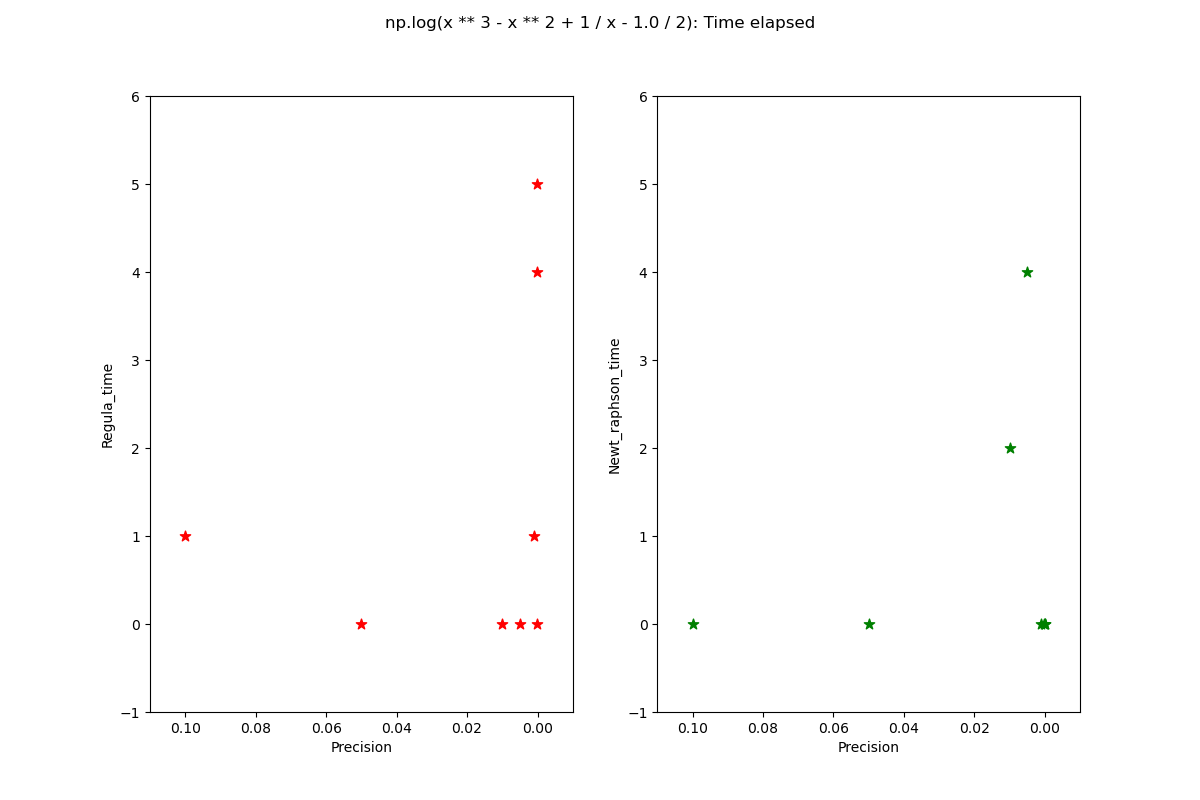 np.log(x ** 3 - x ** 2 + 1 / x - 1.0 / 2): Time elapsed
6
5
4
3
2
1
0
−1
Regula_time
0.10 0.08 0.06 0.04 0.02 0.00
Precision
6
5
4
3
2
1
0
−1
Newt_raphson_time
0.10 0.08 0.06 0.04 0.02 0.00
Precision